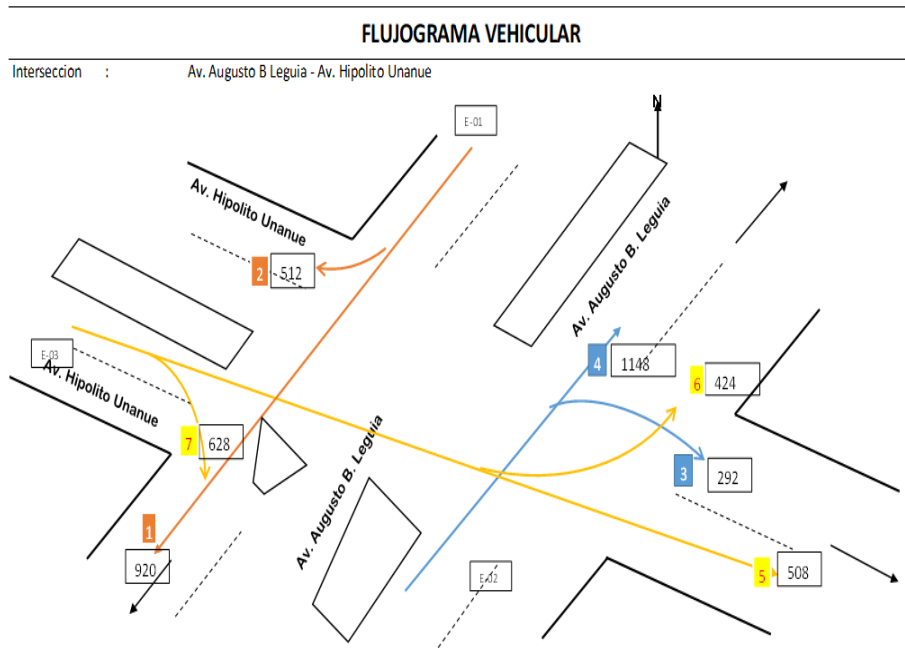 FLUJOGRAMA VEHICULAR
Interseccion : Av. Augusto B Leguia - Av. Hipolito Unanue
E-01
N
Av. Hipolito Unanue
Av. Augusto B. Leguia
2
512
E-03
Av. Hipolito Unanue
4
1148
6
424
7
628
Av. Augusto B. Leguia
3
292
1
920
E-02
5
508